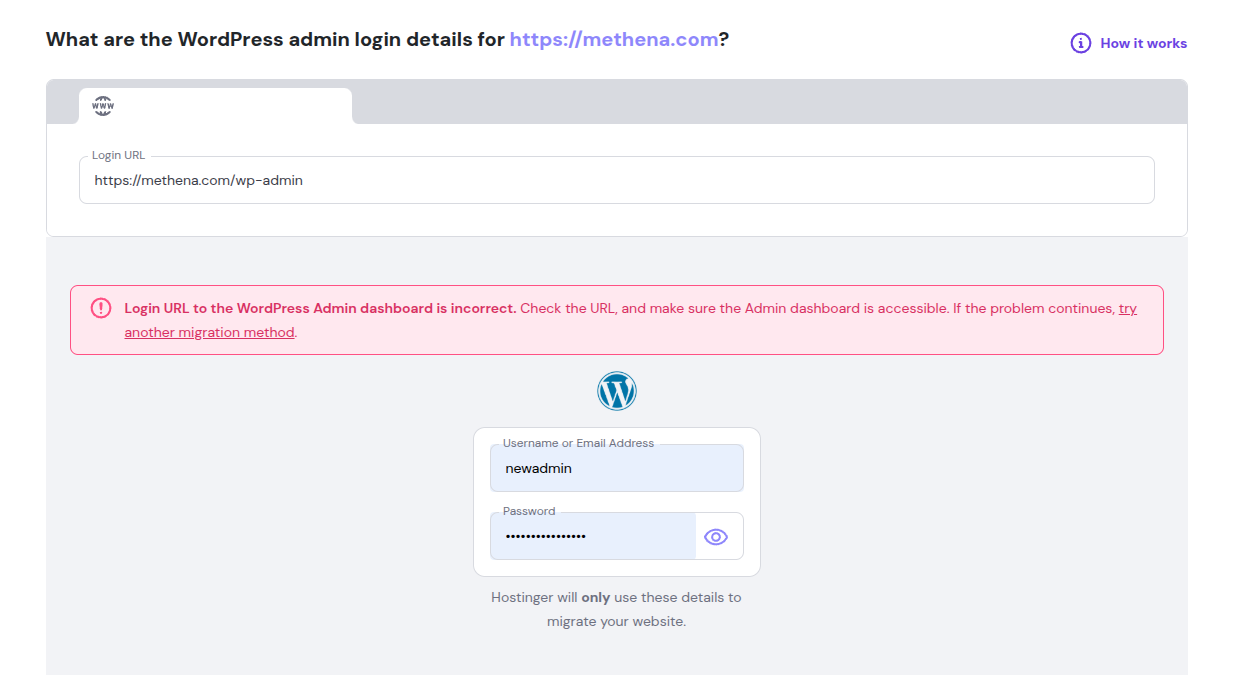 What are the WordPress admin login details for https://methena.com?
How it works
www
Login URL
https://methena.com/wp-admin
Login URL to the WordPress Admin dashboard is incorrect. Check the URL, and make sure the Admin dashboard is accessible. If the problem continues, try
another migration method.
Username or Email Address
newadmin
Password
••••••••••••••••
Hostinger will only use these details to
migrate your website.